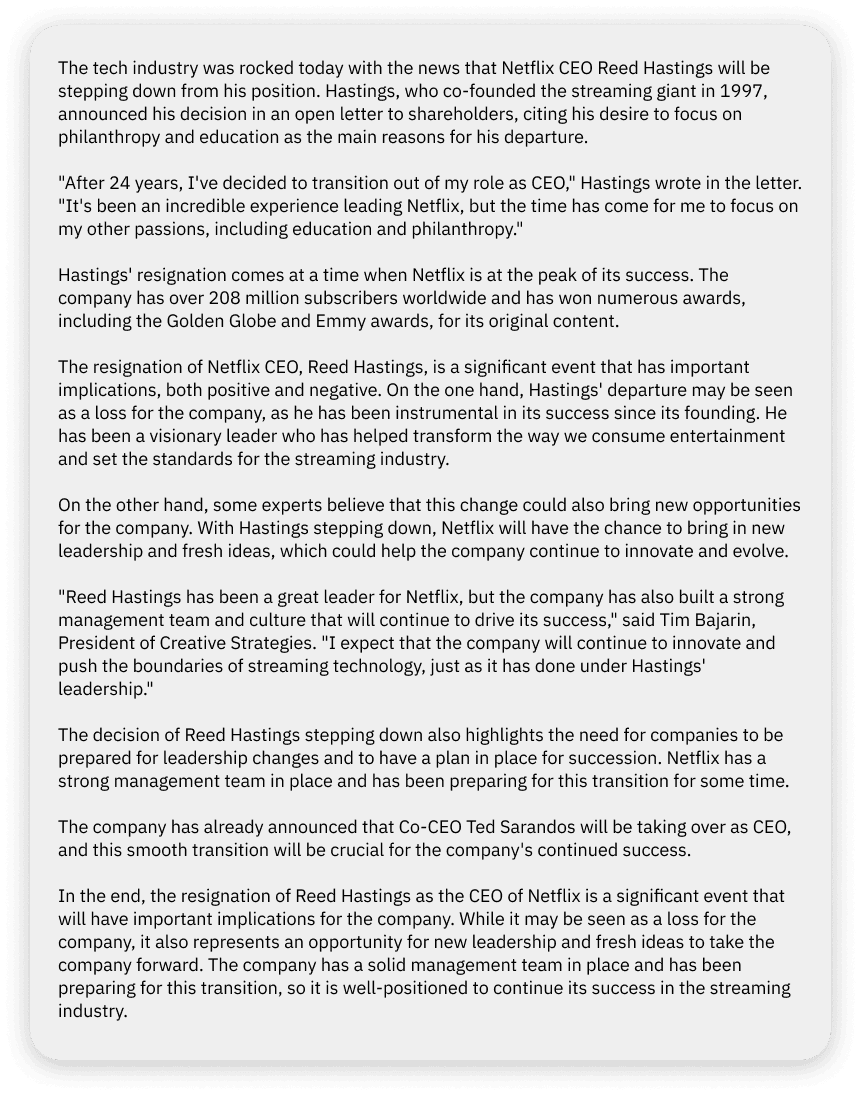 The tech industry was rocked today with the news that Netflix CEO Reed Hastings will be
stepping down from his position. Hastings, who co-founded the streaming giant in 1997,
announced his decision in an open letter to shareholders, citing his desire to focus on
philanthropy and education as the main reasons for his departure.
"After 24 years, I've decided to transition out of my role as CEO," Hastings wrote in the letter.
"It's been an incredible experience leading Netflix, but the time has come for me to focus on
my other passions, including education and philanthropy."
Hastings' resignation comes at a time when Netflix is at the peak of its success. The
company has over 208 million subscribers worldwide and has won numerous awards,
including the Golden Globe and Emmy awards, for its original content.
The resignation of Netflix CEO, Reed Hastings, is a significant event that has important
implications, both positive and negative. On the one hand, Hastings' departure may be seen
as a loss for the company, as he has been instrumental in its success since its founding. He
has been a visionary leader who has helped transform the way we consume entertainment
and set the standards for the streaming industry.
On the other hand, some experts believe that this change could also bring new opportunities
for the company. With Hastings stepping down, Netflix will have the chance to bring in new
leadership and fresh ideas, which could help the company continue to innovate and evolve.
"Reed Hastings has been a great leader for Netflix, but the company has also built a strong
management team and culture that will continue to drive its success," said Tim Bajarin,
President of Creative Strategies. "I expect that the company will continue to innovate and
push the boundaries of streaming technology, just as it has done under Hastings'
leadership."
The decision of Reed Hastings stepping down also highlights the need for companies to be
prepared for leadership changes and to have a plan in place for succession. Netflix has a
strong management team in place and has been preparing for this transition for some time.
The company has already announced that Co-CEO Ted Sarandos will be taking over as CEO,
and this smooth transition will be crucial for the company's continued success.
In the end, the resignation of Reed Hastings as the CEO of Netflix is a significant event that
will have important implications for the company. While it may be seen as a loss for the
company, it also represents an opportunity for new leadership and fresh ideas to take the
company forward. The company has a solid management team in place and has been
preparing for this transition, so it is well-positioned to continue its success in the streaming
industry.